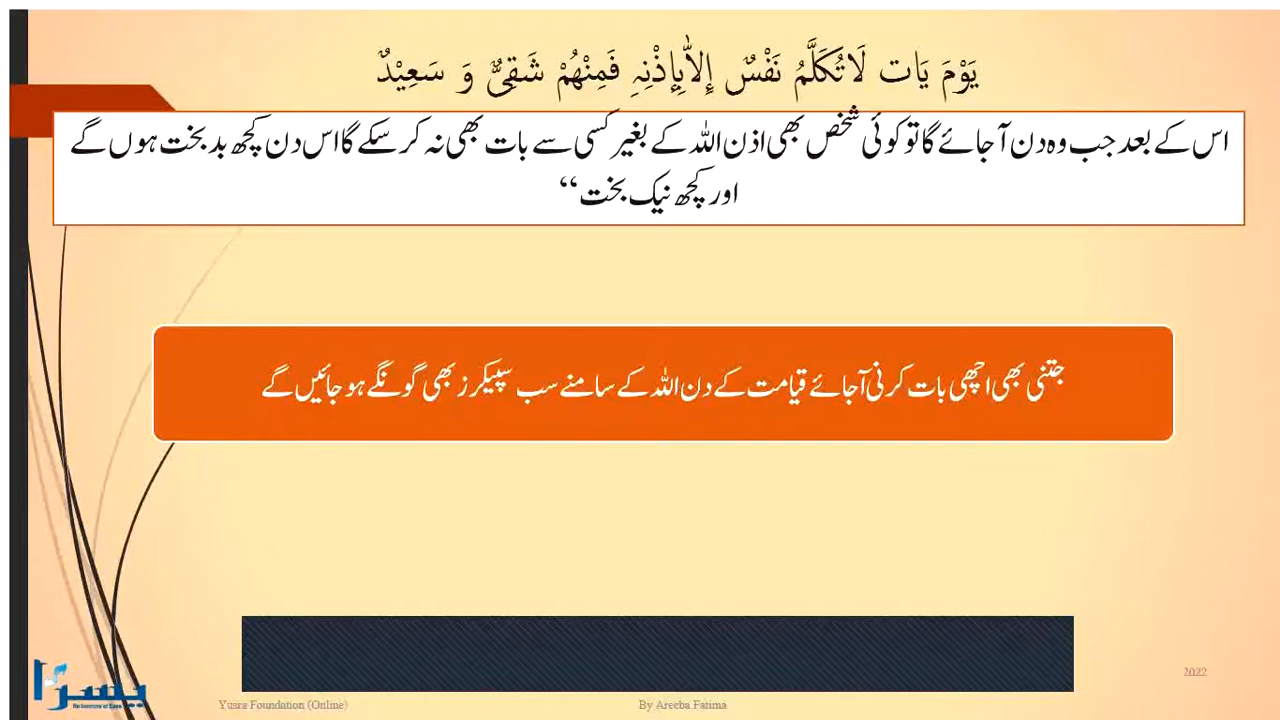 يَوْمَ يَات لَاتُكَلَّمُ نَفْسٌ إِلاَّبِإِذْنِہِ فَمِنْهُمْ شَقِىٌّ وَ سَعِيْدٌ
اس کے بعد جب وہ دن آجائے گا تو کوئی شخص بھی اذن اللہ کے بغیر کسی سے بات بھی نہ کر سکے گا اس دن کچھ بد بخت ہوں گے
اور کچھ نیک بخت“
جتنی بھی اچھی بات کرنی آجائے قیامت کے دن اللہ کے سامنے سب سپیکرز بھی گونگے ہو جائیں گے
2022
یسرا
Yusra Foundation (Online)
By Areeba Fatima